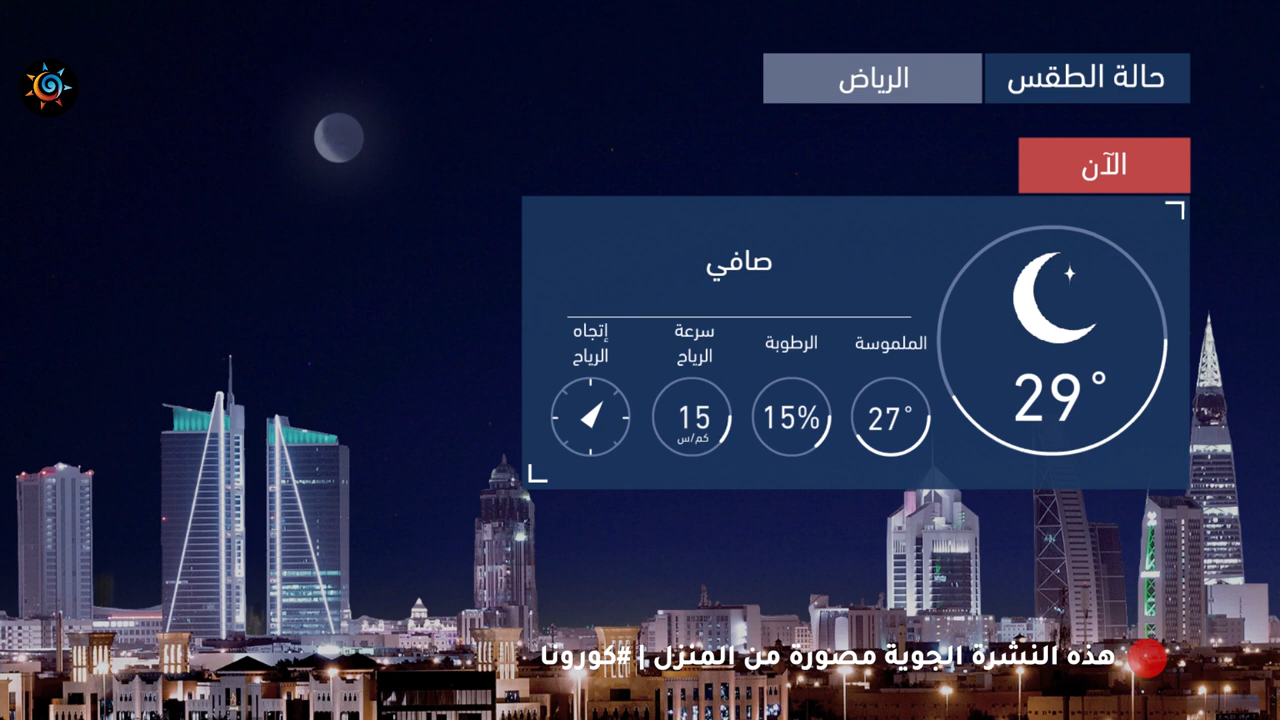 حالة الطقس
الرياض
الآن
صافي
29°
الملموسة
27°
الرطوبة
15%
سرعة
الرياح
15
كم/س
إتجاه
الرياح
هذه النشرة الجوية مصورة من المنزل | #كورونا